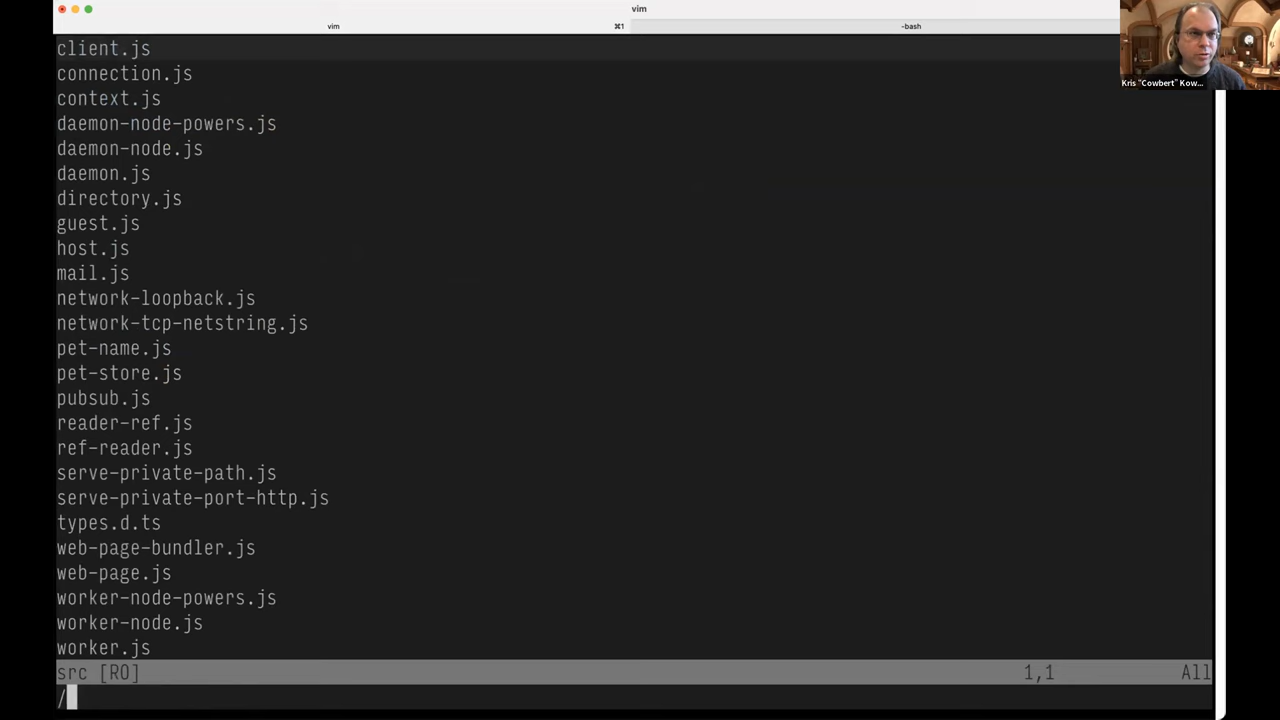 vim
vim
⌘1
-bash
Kris "Cowbert" Kow...
client.js
connection.js
context.js
daemon-node-powers.js
daemon-node.js
daemon.js
directory.js
guest.js
host.js
mail.js
network-loopback.js
network-tcp-netstring.js
pet-name.js
pet-store.js
pubsub.js
reader-ref.js
ref-reader.js
serve-private-path.js
serve-private-port-http.js
types.d.ts
web-page-bundler.js
web-page.js
worker-node-powers.js
worker-node.js
worker.js
src [RO] 1,1 All
/